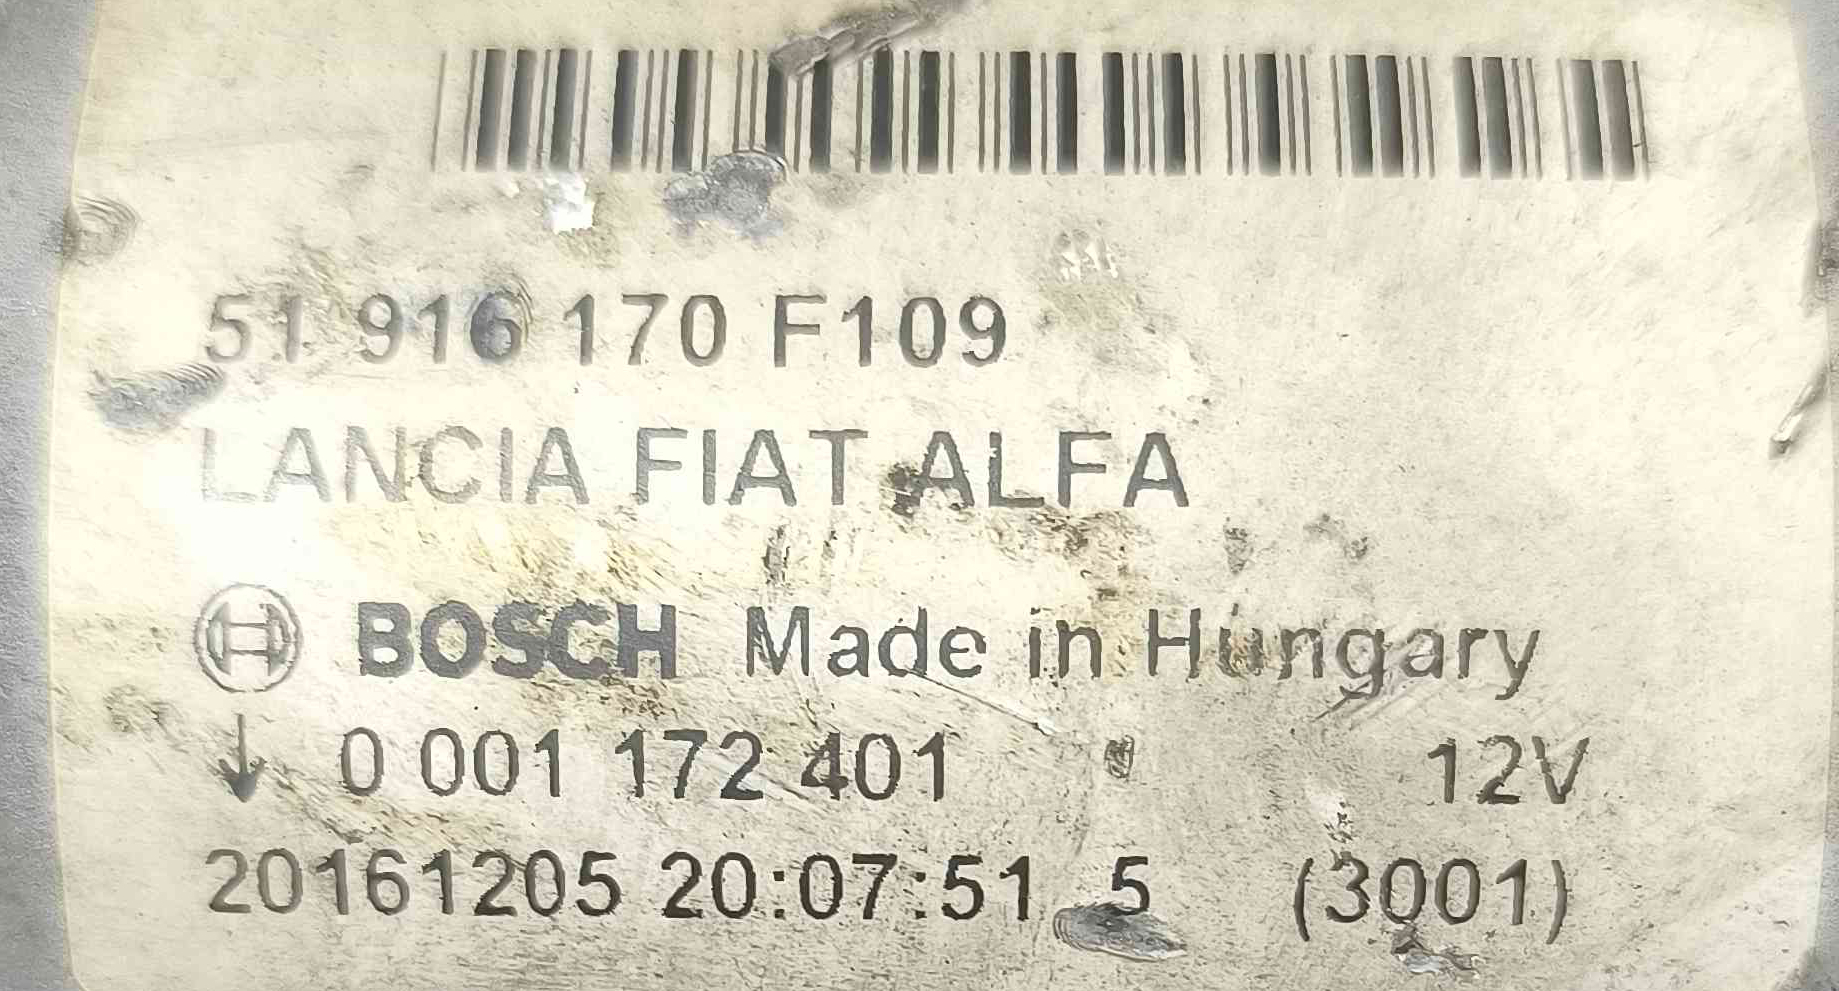 51 916 170 F109
LANCIA FIAT ALFA
BOSCH Made in Hungary
↓ 0 001 172 401 12V
20161205 20:07:51 5 (3001)